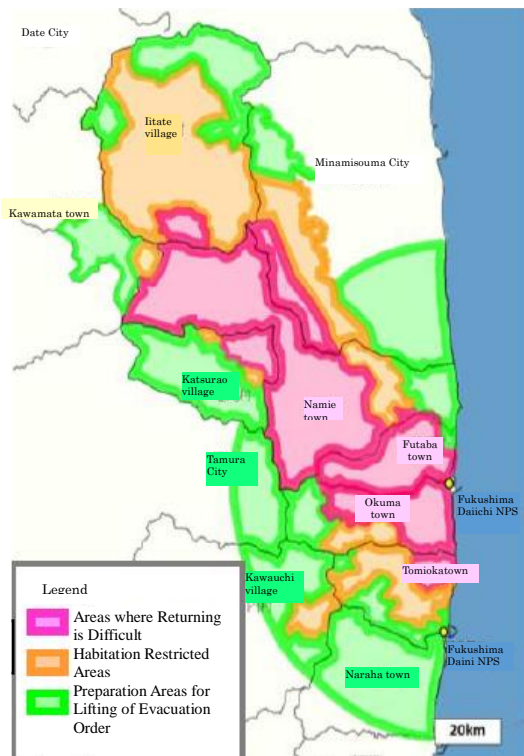 Date City
Iitate
village
Minamisouma City
Kawamata town
Katsurao
village
Namie
town
Futaba
town
Tamura
City
Okuma
town
Fukushima
Daiichi NPS
Kawauchi
village
Tomiokatown
Fukushima
Daini NPS
Naraha town
Legend
Areas where Returning
is Difficult
Habitation Restricted
Areas
Preparation Areas for
Lifting of Evacuation
Order
20km